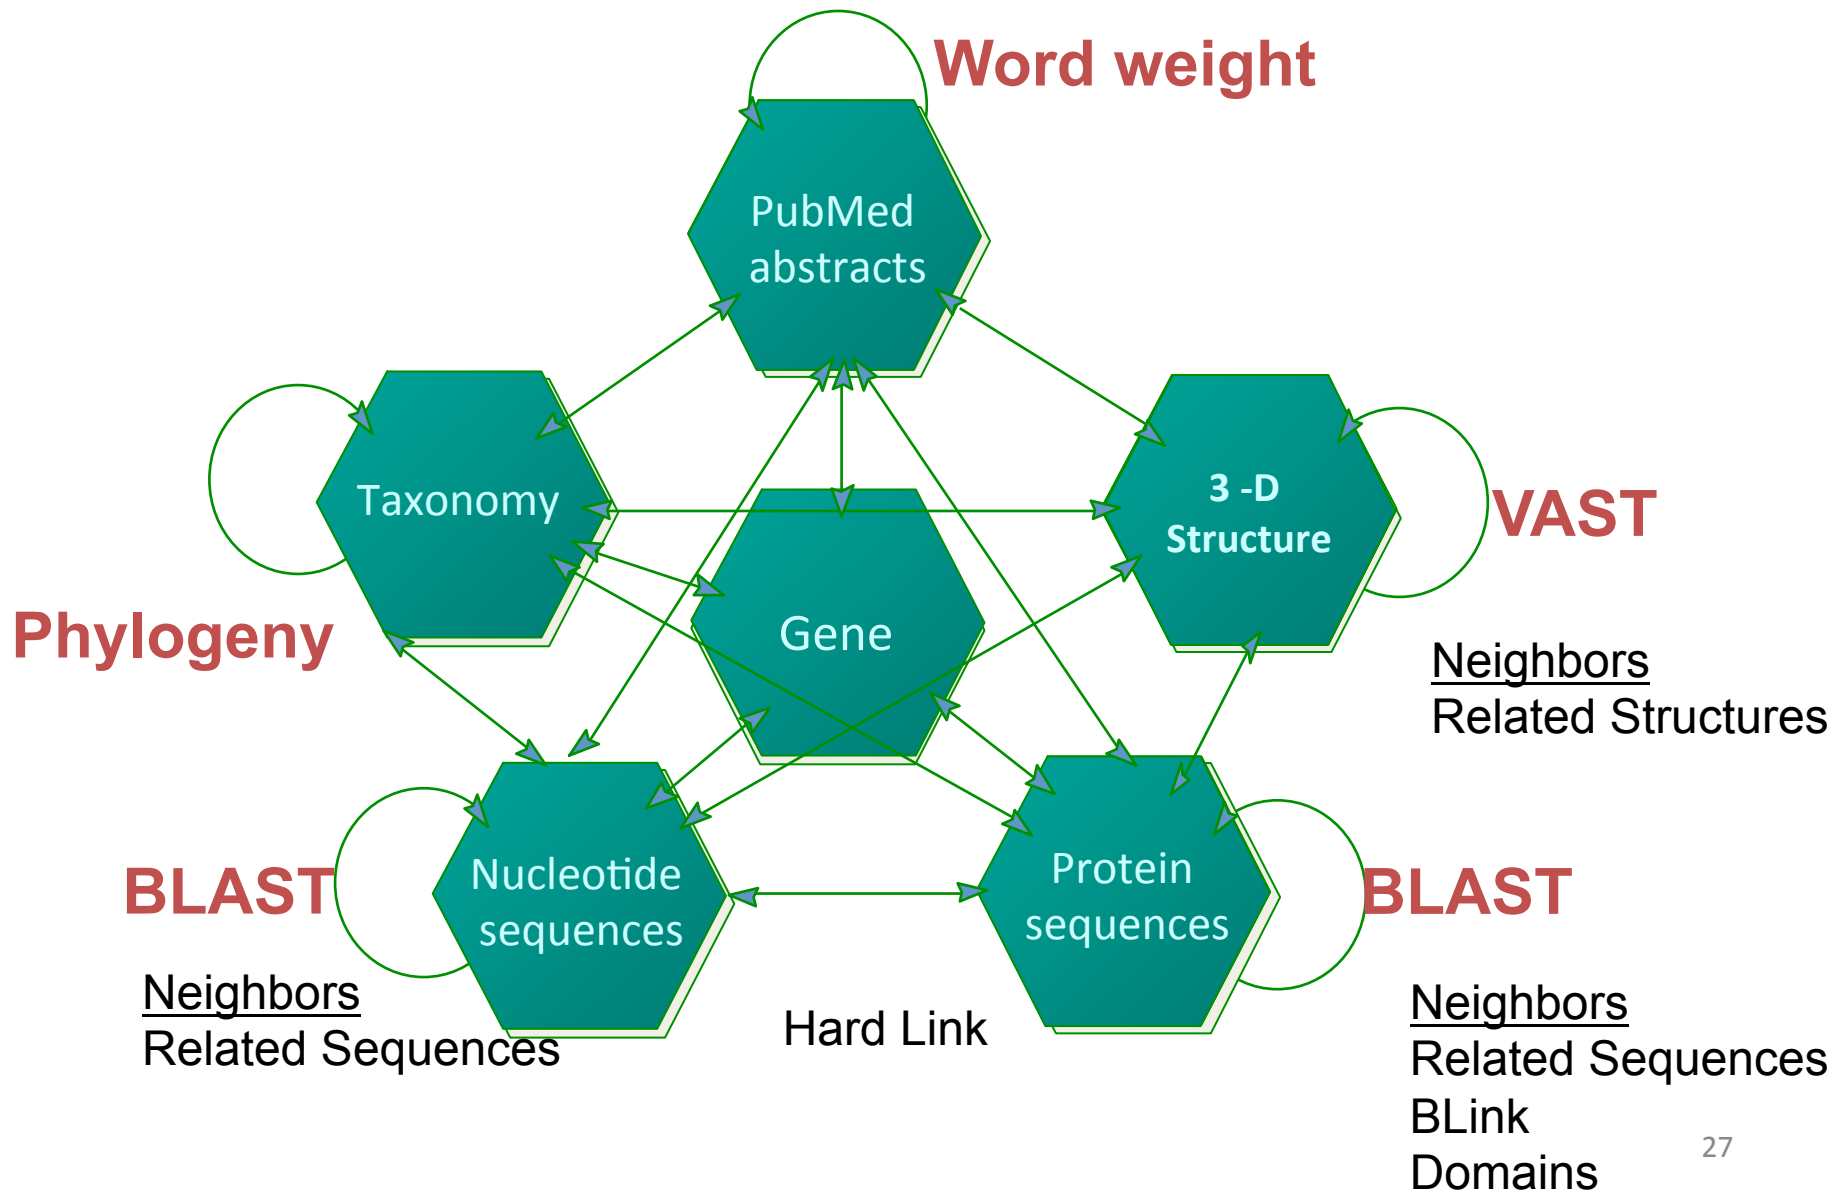 Word weight
PubMed
abstracts
Taxonomy
3 -D
Structure
VAST
Phylogeny
Gene
Neighbors
Related Structures
BLAST
Nucleotide
sequences
Protein
sequences
BLAST
Neighbors
Related Sequences
Hard Link
Neighbors
Related Sequences
BLink
Domains
27